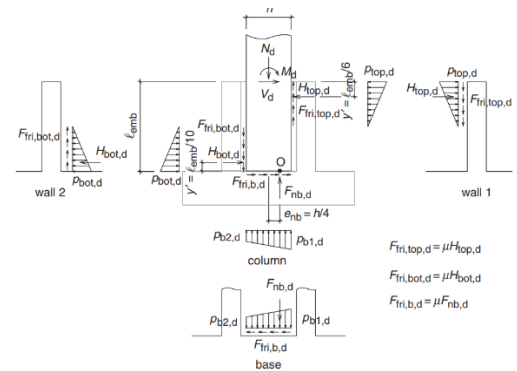 N_d
M_d
V_d
ℓ_emb
y' = ℓ_emb/6
H_top,d
F_fri,top,d
p_top,d
p_top,d
H_top,d
F_fri,top,d
F_fri,bot,d
H_bot,d
p_bot,d
wall 2
F_fri,bot,d
y' = ℓ_emb/10
H_bot,d
p_bot,d
O
F_fri,b,d
F_nb,d
e_nb = h/4
wall 1
p_b2,d
p_b1,d
column
F_nb,d
p_b2,d
p_b1,d
F_fri,b,d
base
F_fri,top,d = μH_top,d
F_fri,bot,d = μH_bot,d
F_fri,b,d = μF_nb,d